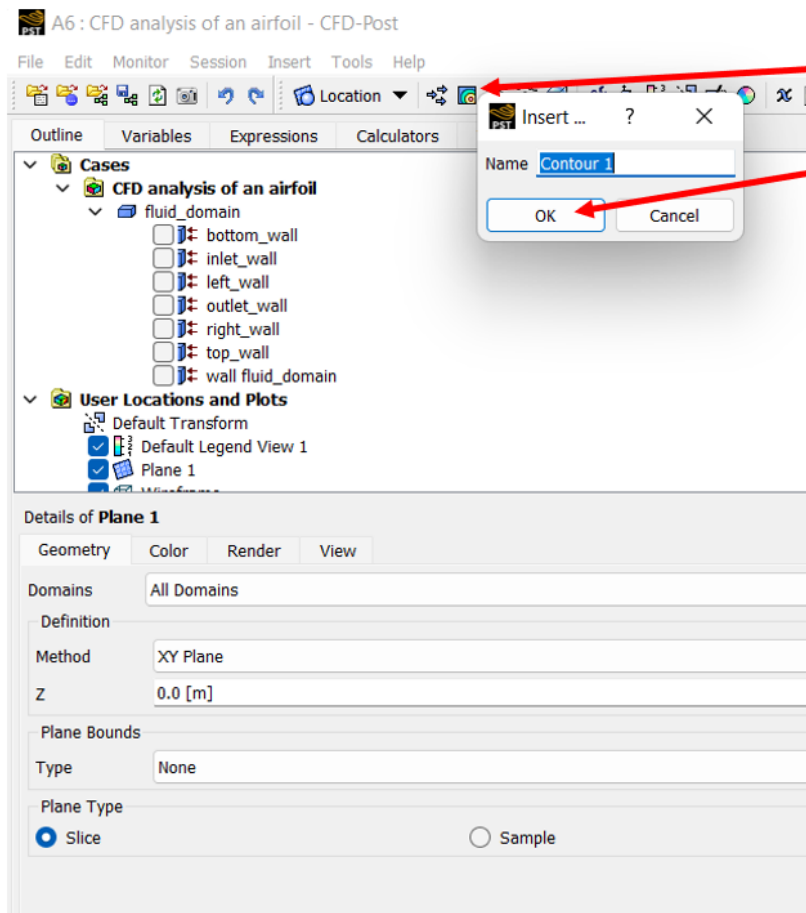 PST A6 : CFD analysis of an airfoil - CFD-Post
File Edit Monitor Session Insert Tools Help
Location
PST Insert ... ?
Outline Variables Expressions Calculators
Name Contour 1
OK Cancel
Cases
CFD analysis of an airfoil
fluid_domain
bottom_wall
inlet_wall
left_wall
outlet_wall
right_wall
top_wall
wall fluid_domain
User Locations and Plots
Default Transform
Default Legend View 1
Plane 1
Details of Plane 1
Geometry Color Render View
Domains All Domains
Definition
Method XY Plane
Z 0.0 [m]
Plane Bounds
Type None
Plane Type
Slice Sample